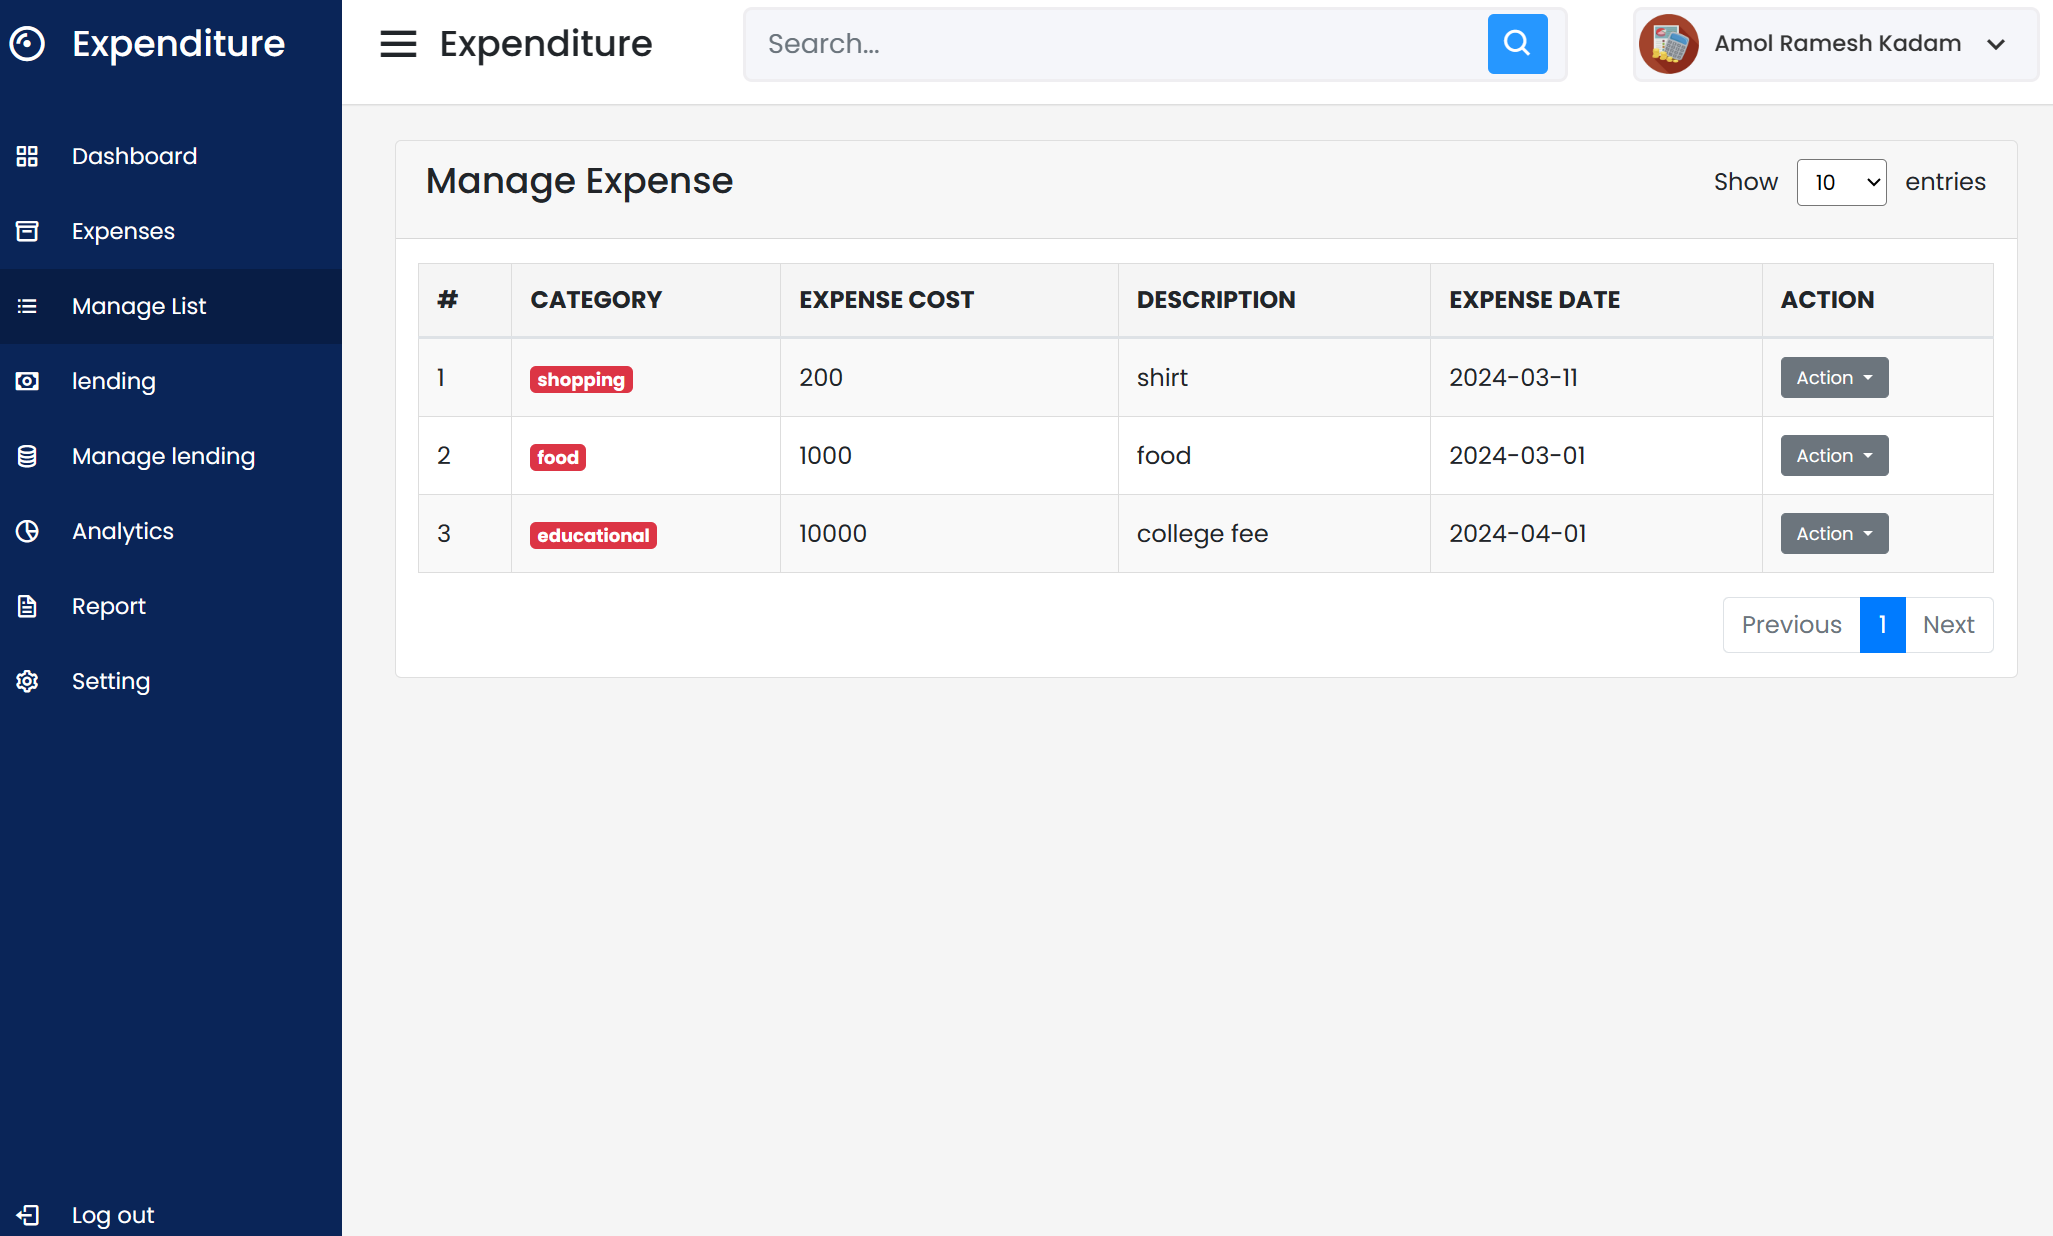 Expenditure
Dashboard
Expenses
Manage List
lending
Manage lending
Analytics
Report
Setting
Log out
Expenditure
Search...
Amol Ramesh Kadam
Manage Expense
Show 10 entries
# CATEGORY EXPENSE COST DESCRIPTION EXPENSE DATE ACTION
1 shopping 200 shirt 2024-03-11 Action
2 food 1000 food 2024-03-01 Action
3 educational 10000 college fee 2024-04-01 Action
Previous 1 Next